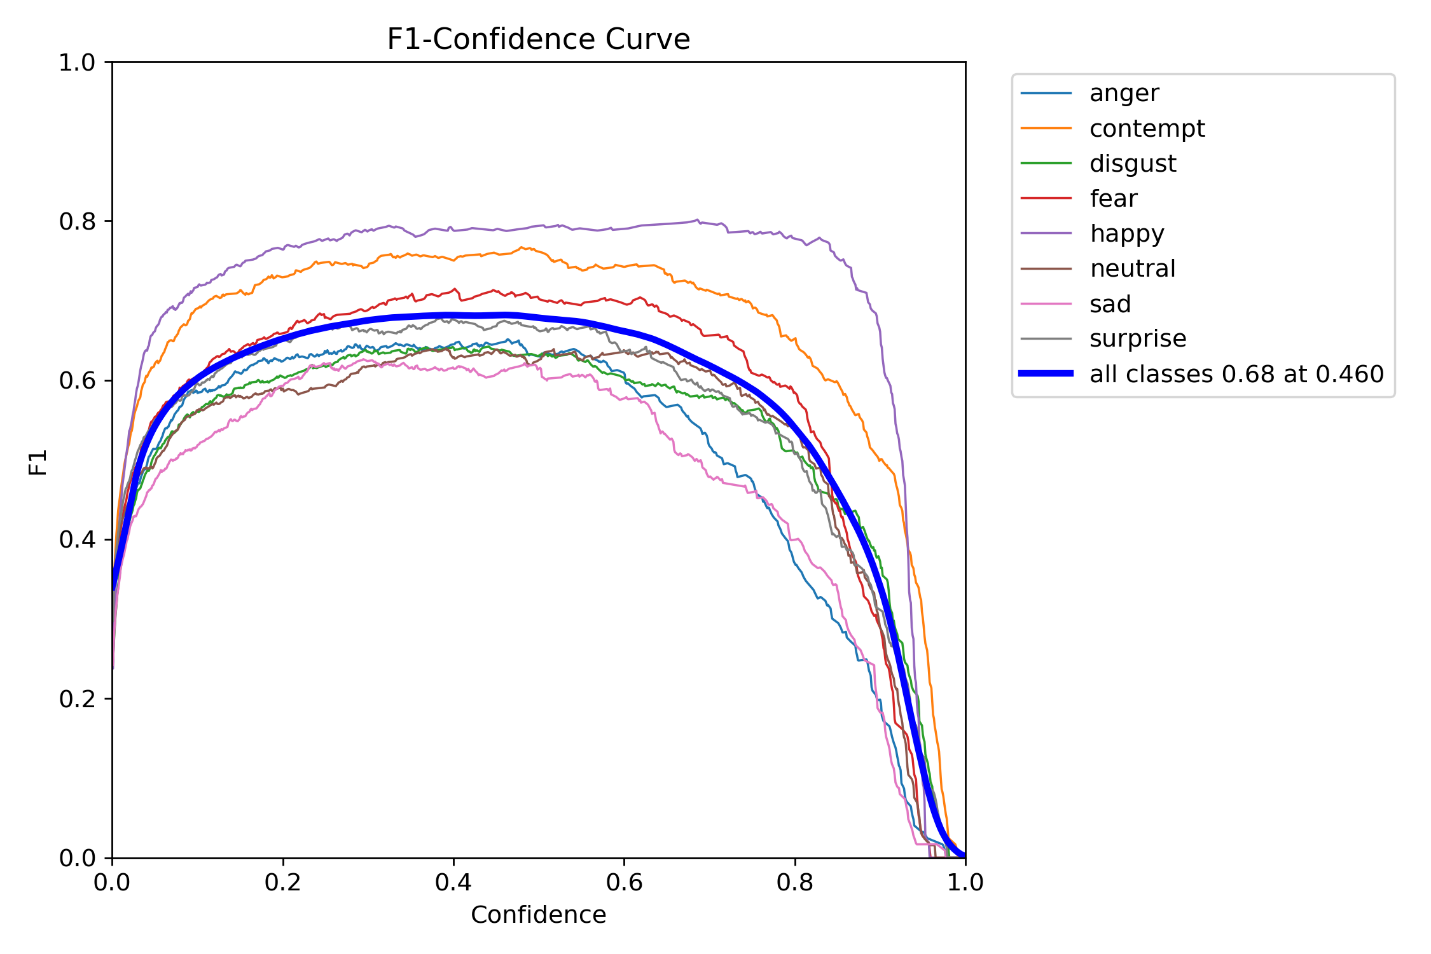 F1-Confidence Curve
1.0
0.8
0.6
0.4
0.2
0.0
F1
0.0 0.2 0.4 0.6 0.8 1.0
Confidence
anger
contempt
disgust
fear
happy
neutral
sad
surprise
all classes 0.68 at 0.460